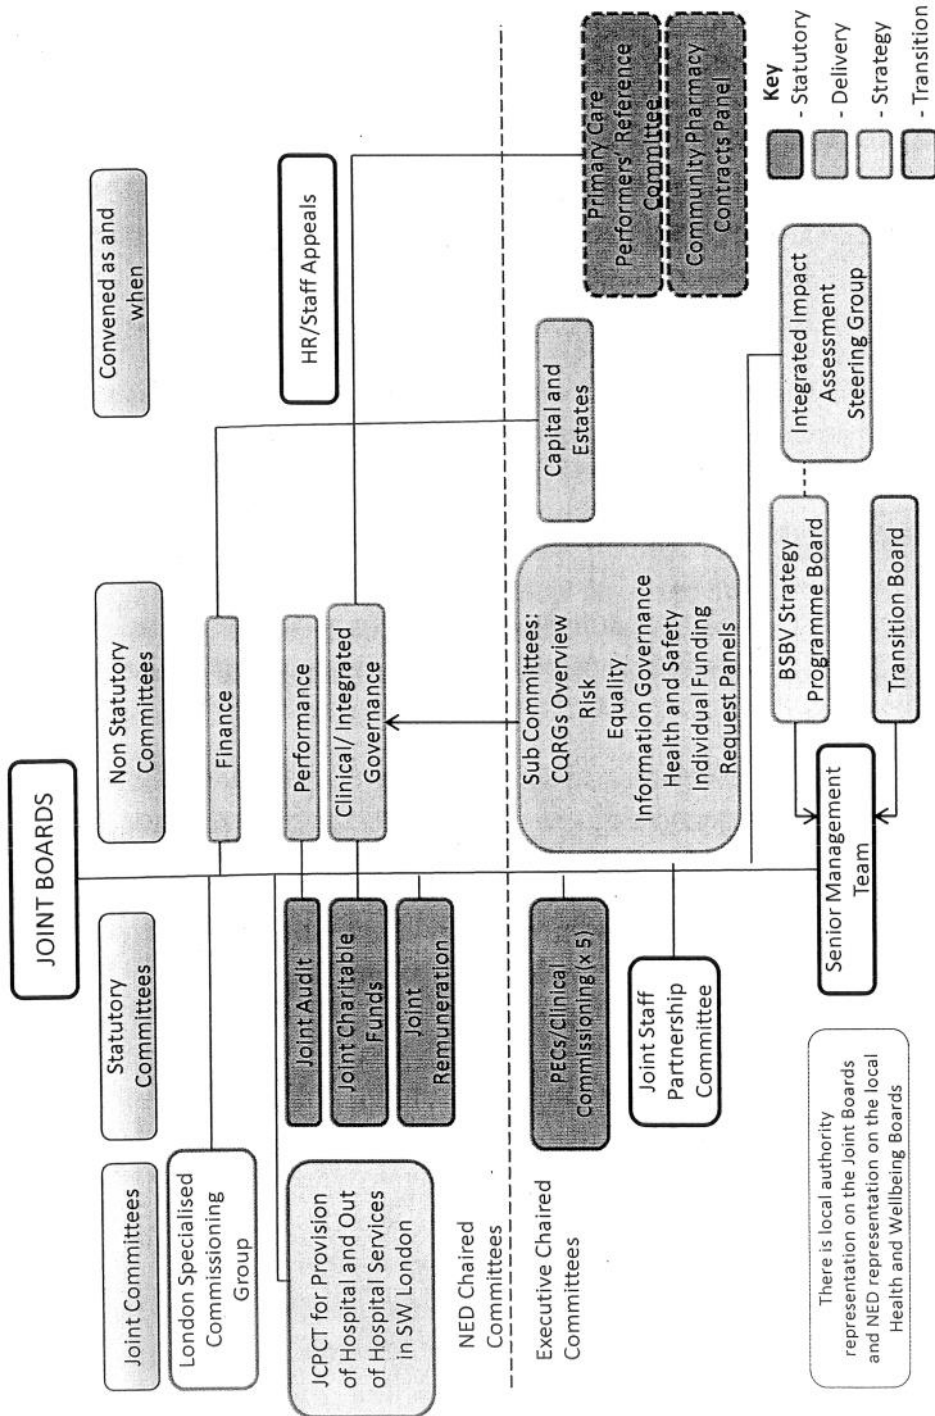 JOINT BOARDS
Joint Committees
Statutory
Committees
Non Statutory
Committees
Convened as and
when
London Specialised
Commissioning
Group
Finance
JCPCT for Provision
of Hospital and Out
of Hospital Services
in SW London
Joint Audit
Performance
HR/Staff Appeals
Joint Charitable
Funds
Clinical/ Integrated
Governance
Joint
Remuneration
NED Chaired
Committees
Executive Chaired
Committees
PECs/Clinical
Commissioning (x 5)
Sub Committees:
CQRGs Overview
Risk
Equality
Information Governance
Health and Safety
Individual Funding
Request Panels
Capital and
Estates
Primary Care
Performers' Reference
Committee
Community Pharmacy
Contracts Panel
Joint Staff
Partnership
Committee
BSBV Strategy
Programme Board
Integrated Impact
Assessment
Steering Group
Senior Management
Team
Transition Board
There is local authority
representation on the Joint Boards
and NED representation on the local
Health and Wellbeing Boards
Key
- Statutory
- Delivery
- Strategy
- Transition